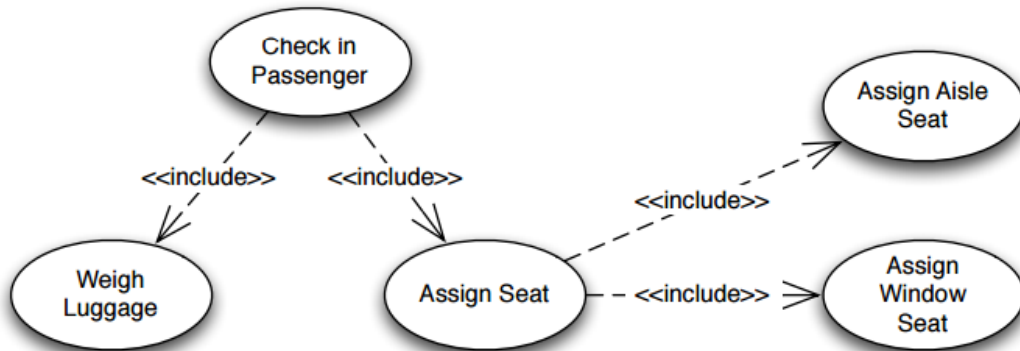 Check in
Passenger
Assign Aisle
Seat
<<include>>
<<include>>
<<include>>
Weigh
Luggage
Assign Seat
<<include>>
Assign
Window
Seat